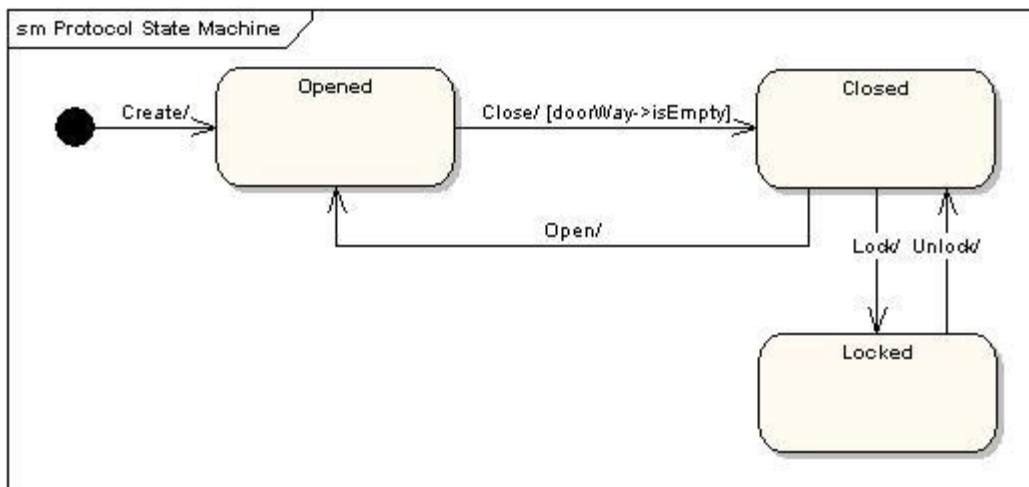 sm Protocol State Machine
Opened
Closed
Create/
Close/ [doorWay->isEmpty]
Open/
Lock/
Unlock/
Locked